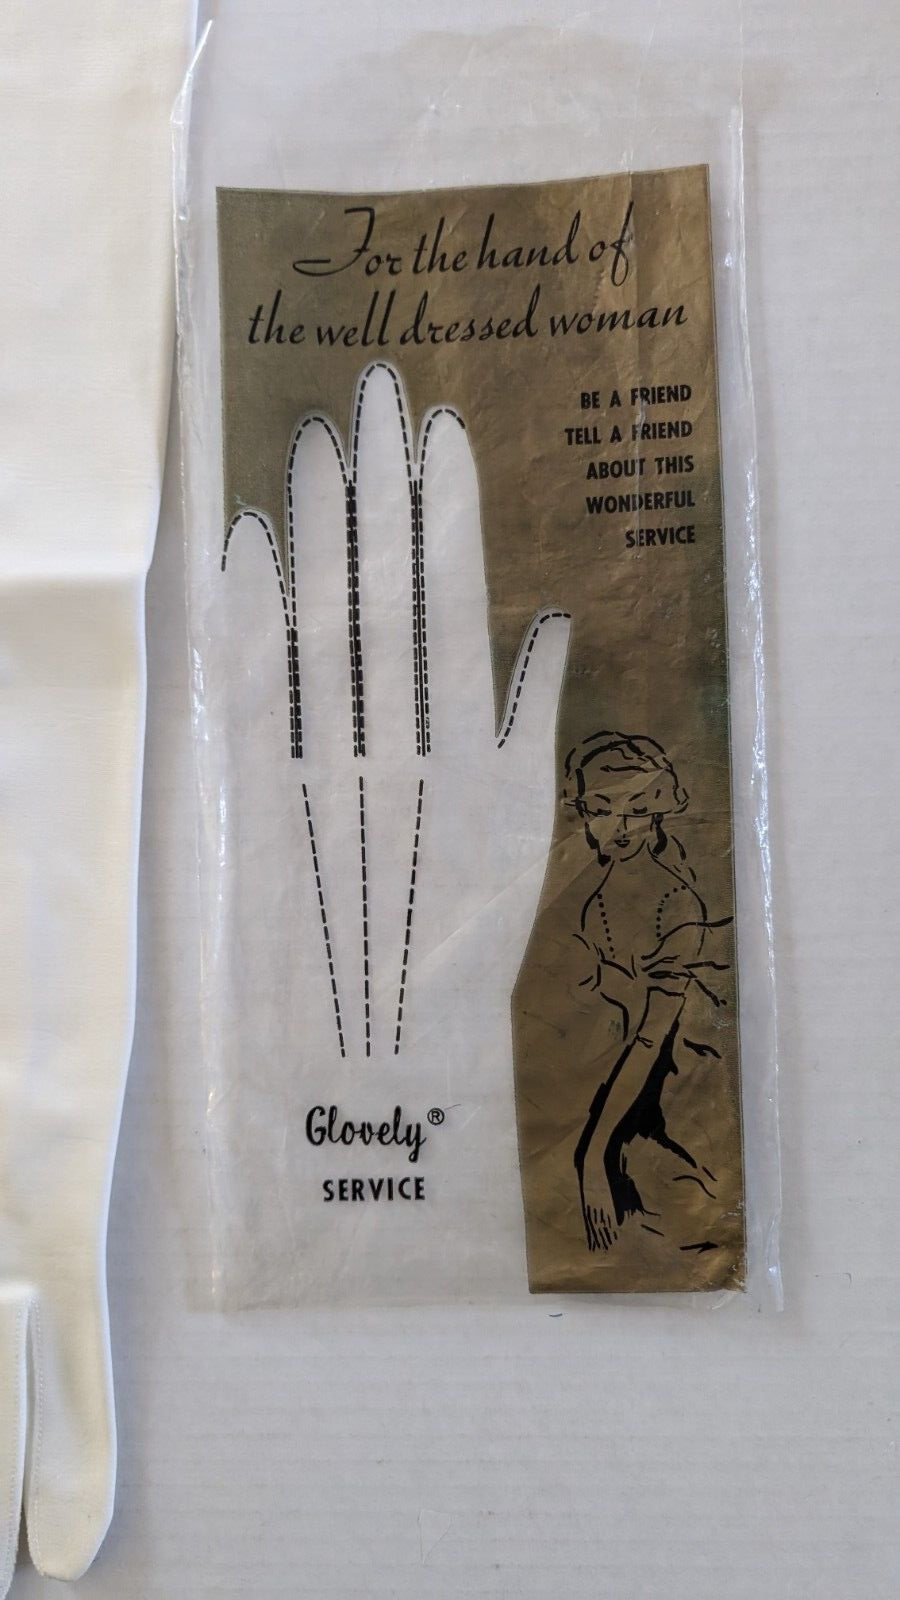 For the hand of
the well dressed woman
BE A FRIEND
TELL A FRIEND
ABOUT THIS
WONDERFUL
SERVICE
Glovely®
SERVICE